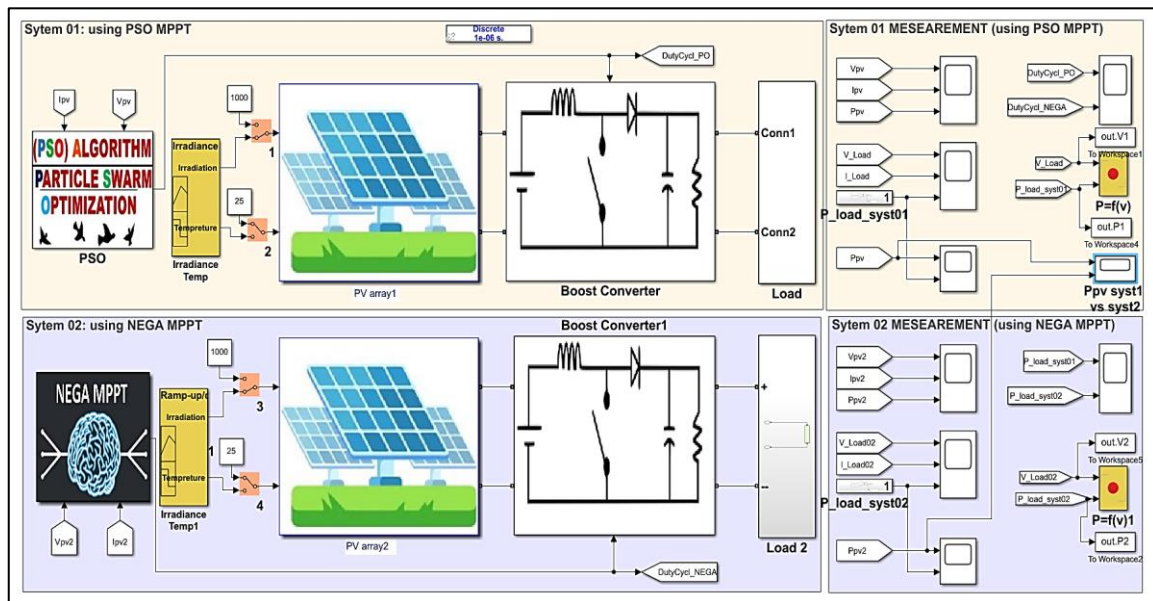 Sytem 01: using PSO MPPT
Discrete
1e-06 s.
DutyCycl_PO
Ipv
Vpv
(PSO) ALGORITHM
PARTICLE SWARM
OPTIMIZATION
PSO
Irradiance
Irradiation
Tempreture
Irradiance
Temp
1000
1
25
2
PV array1
Boost Converter
Conn1
Conn2
Load
Sytem 01 MESEAREMENT (using PSO MPPT)
Vpv
Ipv
Ppv
DutyCycl_PO
DutyCycl_NEGA
V_Load
I_Load
1
P_load_syst01
out.V1
To Workspace1
V_Load
P_load_syst01
P=f(v)
out.P1
To Workspace4
Ppv
Ppv syst1
vs syst2
Sytem 02: using NEGA MPPT
Boost Converter1
NEGA MPPT
Vpv2
Ipv2
Ramp-up/d
Irradiation
1
Tempreture
Irradiance
Temp1
1000
3
25
4
PV array2
+
--
Load 2
DutyCycl_NEGA
Sytem 02 MESEAREMENT (using NEGA MPPT)
Vpv2
Ipv2
Ppv2
P_load_syst01
P_load_syst02
V_Load02
I_Load02
1
P_load_syst02
out.V2
To Workspace5
V_Load02
P_load_syst02
P=f(v)1
out.P2
To Workspace2
Ppv2